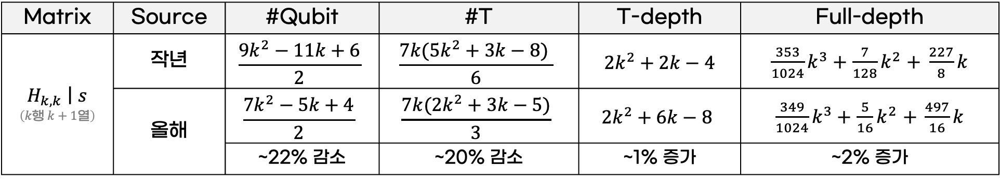 Matrix Source #Qubit #T T-depth Full-depth
H_{k,k} | s
(k행 k + 1열)
작년 \frac{9k^2 - 11k + 6}{2} \frac{7k(5k^2 + 3k - 8)}{6} 2k^2 + 2k - 4 \frac{353}{1024}k^3 + \frac{7}{128}k^2 + \frac{227}{8}k
올해 \frac{7k^2 - 5k + 4}{2} \frac{7k(2k^2 + 3k - 5)}{3} 2k^2 + 6k - 8 \frac{349}{1024}k^3 + \frac{5}{16}k^2 + \frac{497}{16}k
~22% 감소 ~20% 감소 ~1% 증가 ~2% 증가